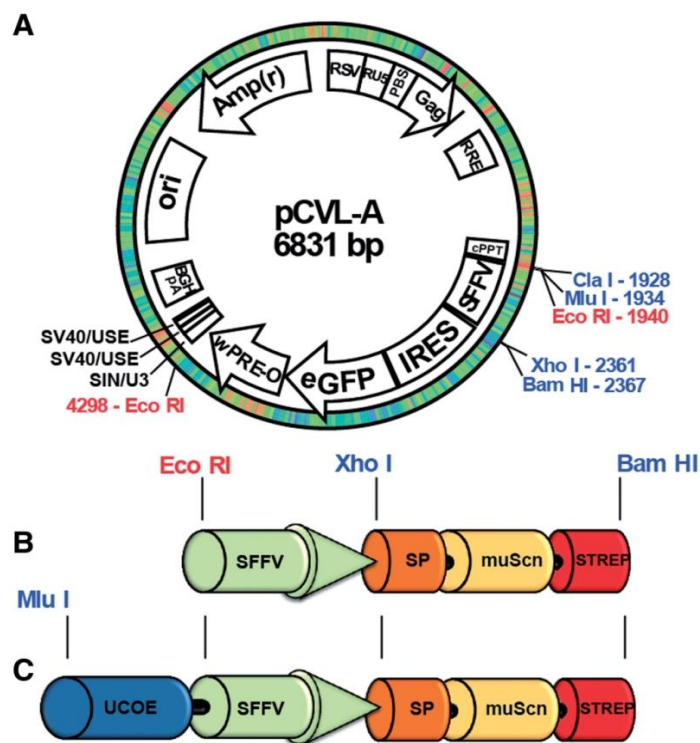 A
Amp(r)
RSV
RU5
PBS
Gag
RRE
ori
pCVL-A
6831 bp
cPPT
SFFV
Cla I - 1928
Mlu I - 1934
Eco RI - 1940
BGH
pA
IRES
Xho I - 2361
Bam HI - 2367
SV40/USE
SV40/USE
SIN/U3
wPRE-O
eGFP
4298 - Eco RI
Eco RI
Xho I
Bam HI
B
SFFV
SP
muScn
STREP
Mlu I
C
UCOE
SFFV
SP
muScn
STREP